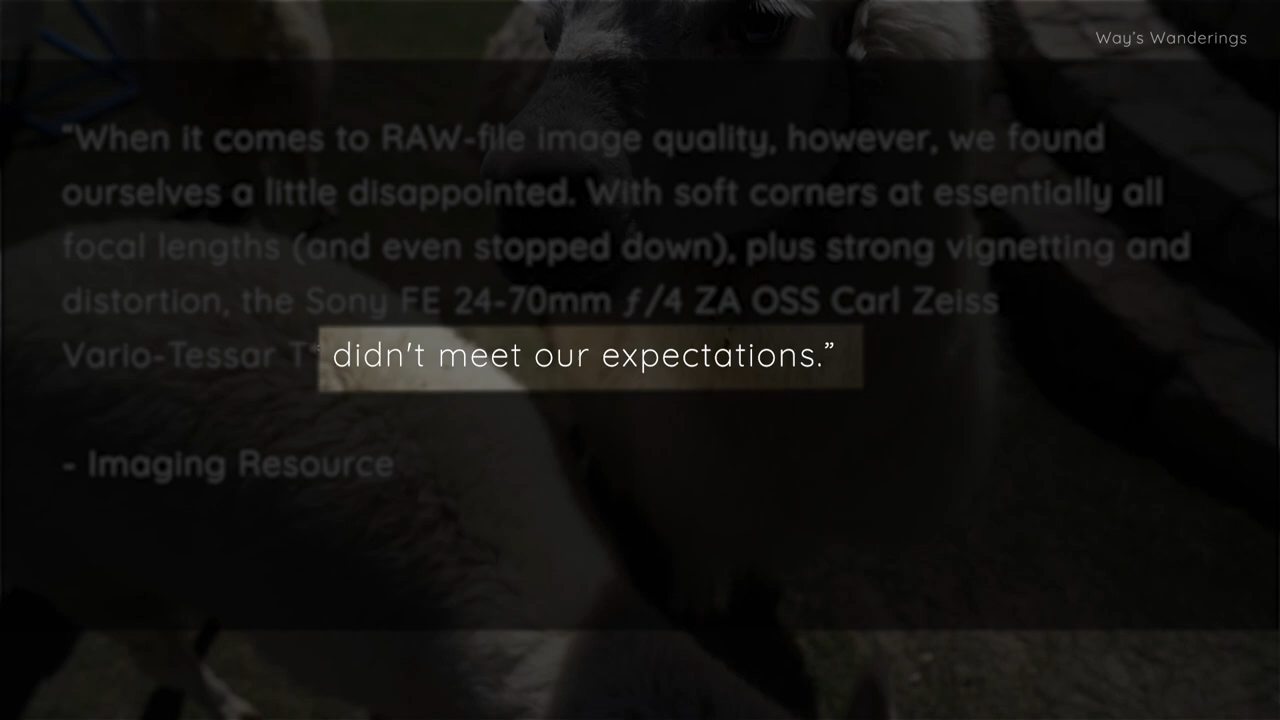 Way's Wanderings
“When it comes to RAW-file image quality, however, we found
ourselves a little disappointed. With soft corners at essentially all
focal lengths (and even stopped down), plus strong vignetting and
distortion, the Sony FE 24-70mm ƒ/4 ZA OSS Carl Zeiss
Vario-Tessar T* didn't meet our expectations.”
- Imaging Resource